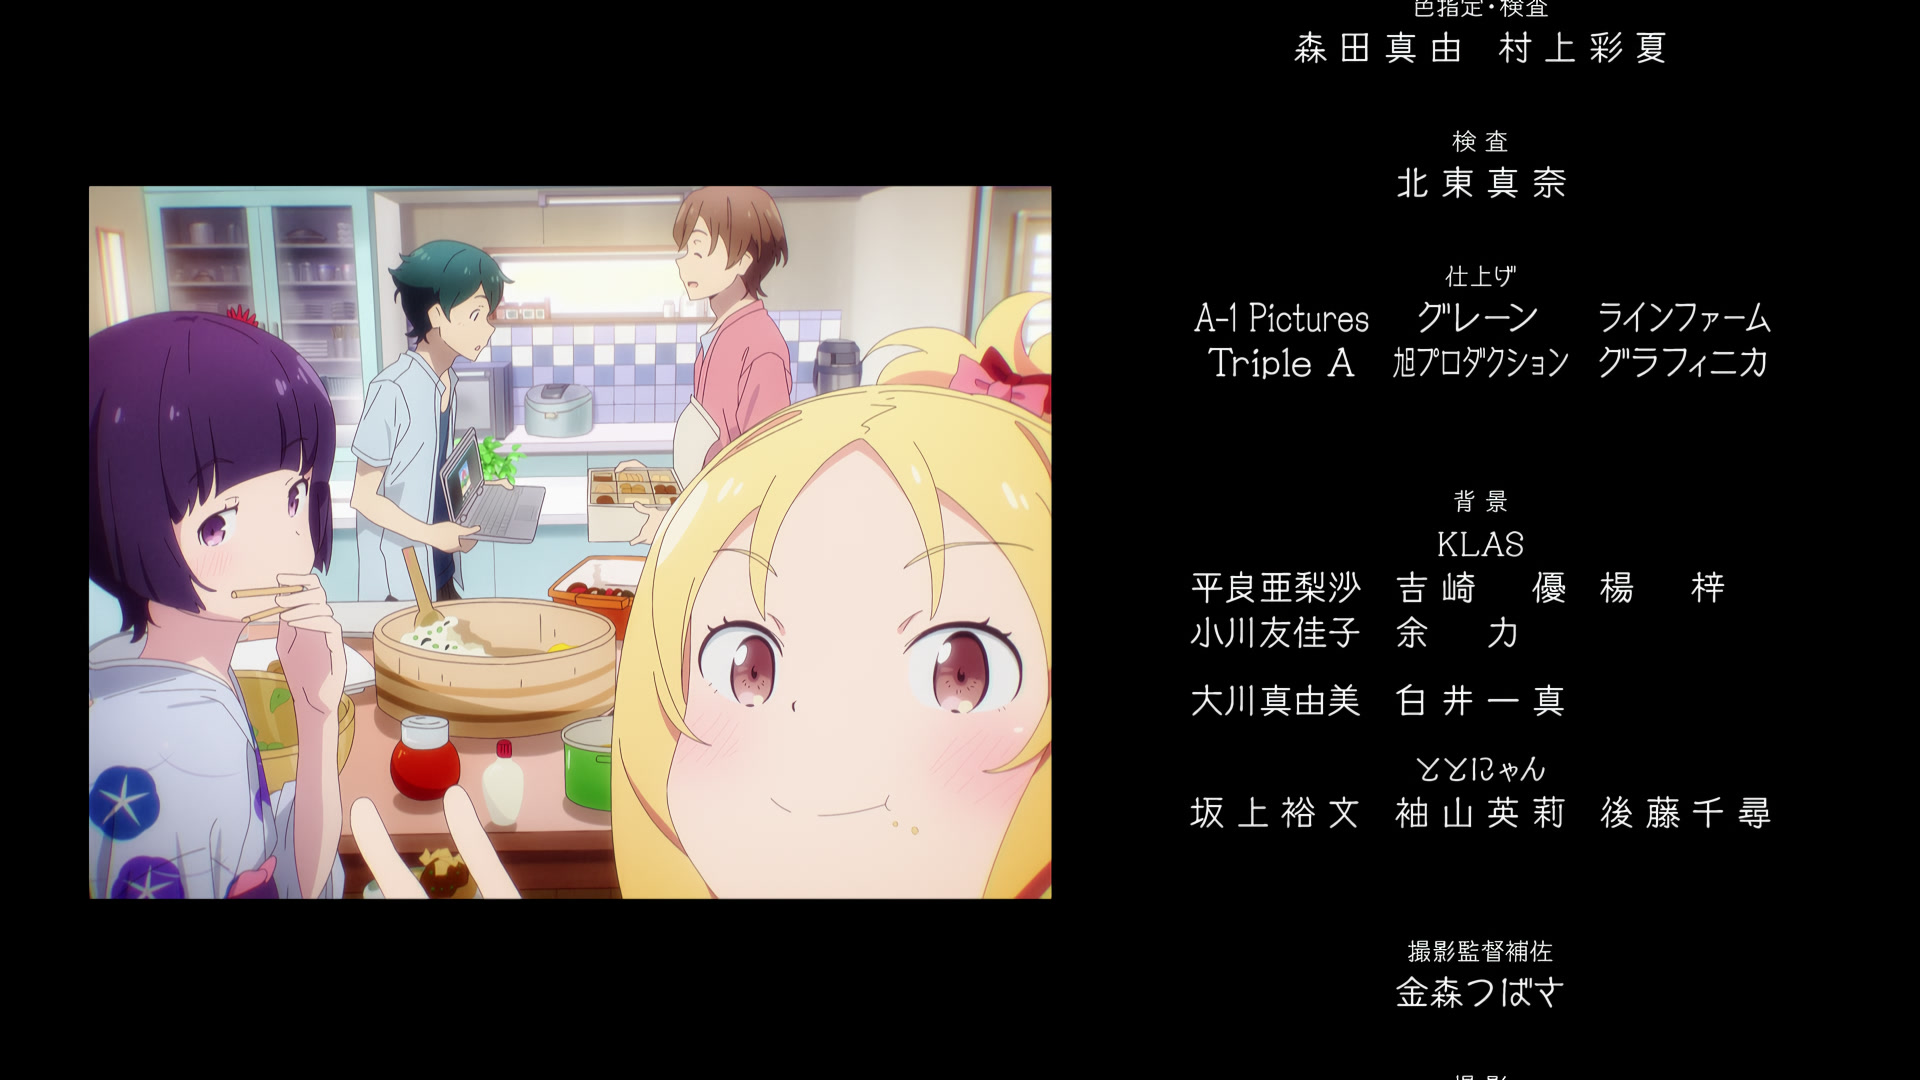 色指定・検査
森田真由 村上彩夏
検査
北東真奈
仕上げ
A-1 Pictures グレーン ラインファーム
Triple A 旭プロダクション グラフィニカ
背景
KLAS
平良亜梨沙 吉崎 優 楊 梓
小川友佳子 余 力
大川真由美 白井一真
ととにゃん
坂上裕文 袖山英莉 後藤千尋
撮影監督補佐
金森つばさ
撮影